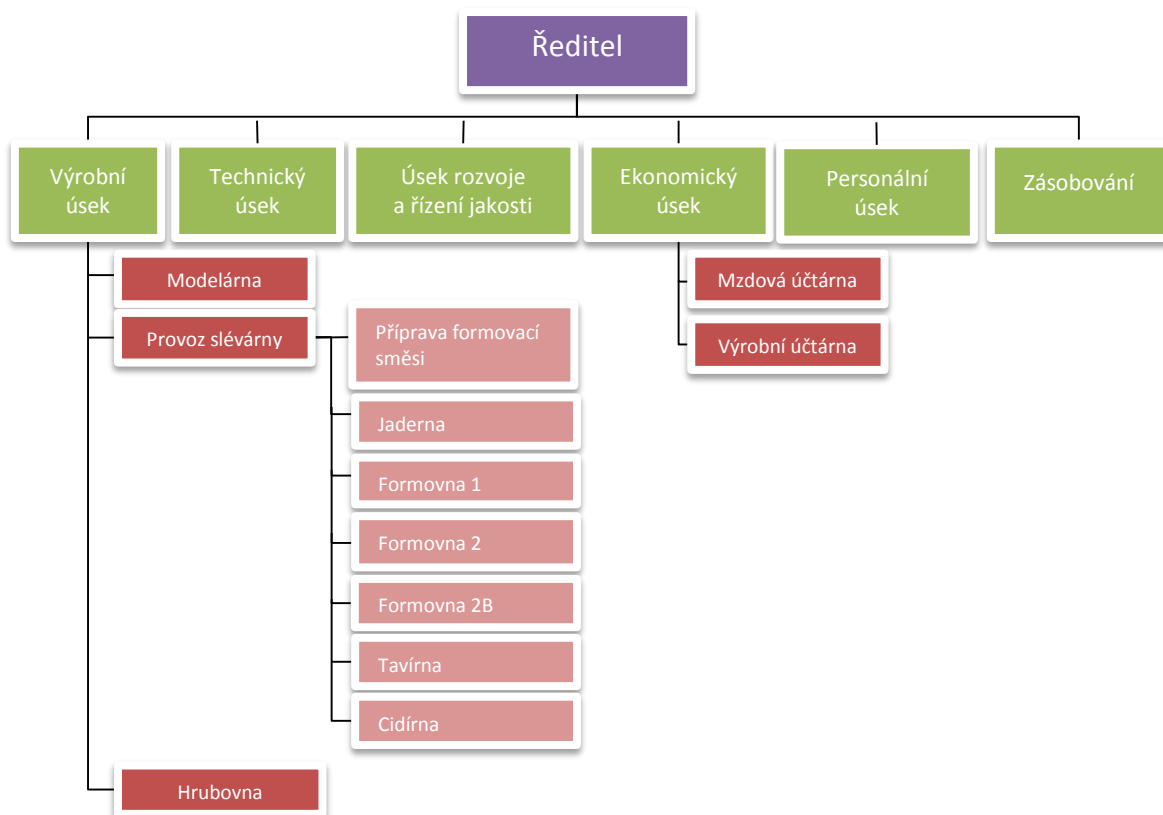 Ředitel
Výrobní
úsek
Technický
úsek
Úsek rozvoje
a řízení jakosti
Ekonomický
úsek
Personální
úsek
Zásobování
Modelárna
Provoz slévárny
Příprava formovací
směsi
Jaderna
Formovna 1
Formovna 2
Formovna 2B
Tavírna
Cidírna
Hrubovna
Mzdová účtárna
Výrobní účtárna